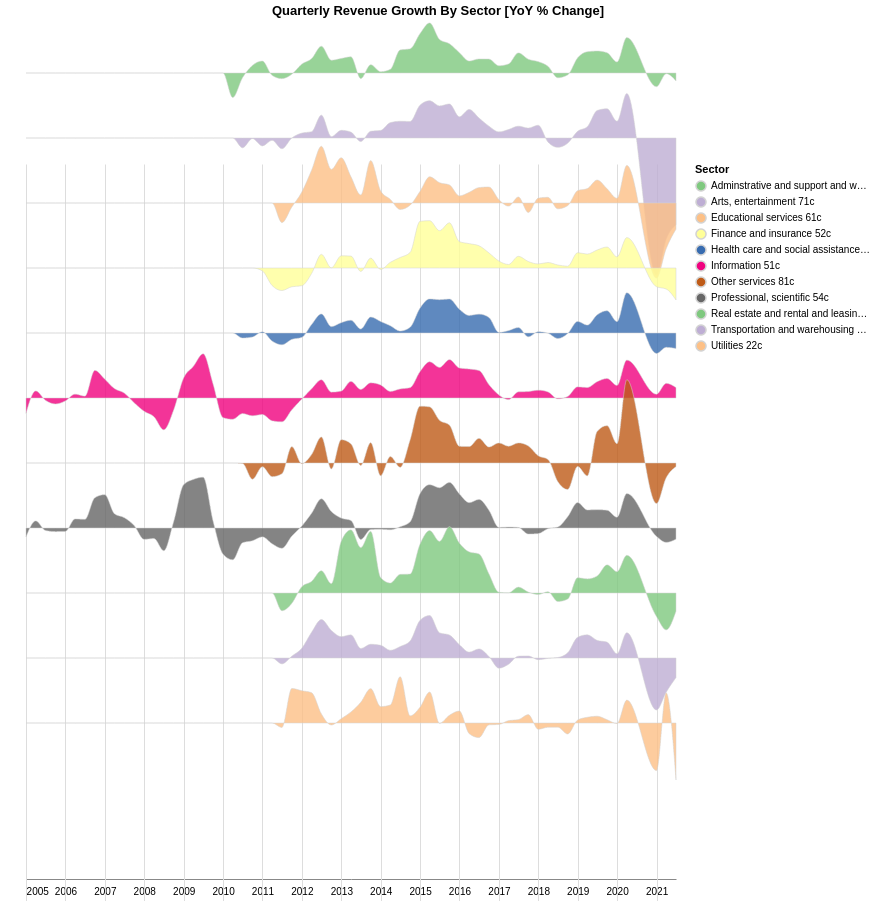 Quarterly Revenue Growth By Sector [YoY % Change]
Sector
Adminstrative and support and w…
Arts, entertainment 71c
Educational services 61c
Finance and insurance 52c
Health care and social assistance…
Information 51c
Other services 81c
Professional, scientific 54c
Real estate and rental and leasin…
Transportation and warehousing …
Utilities 22c
2005 2006 2007 2008 2009 2010 2011 2012 2013 2014 2015 2016 2017 2018 2019 2020 2021